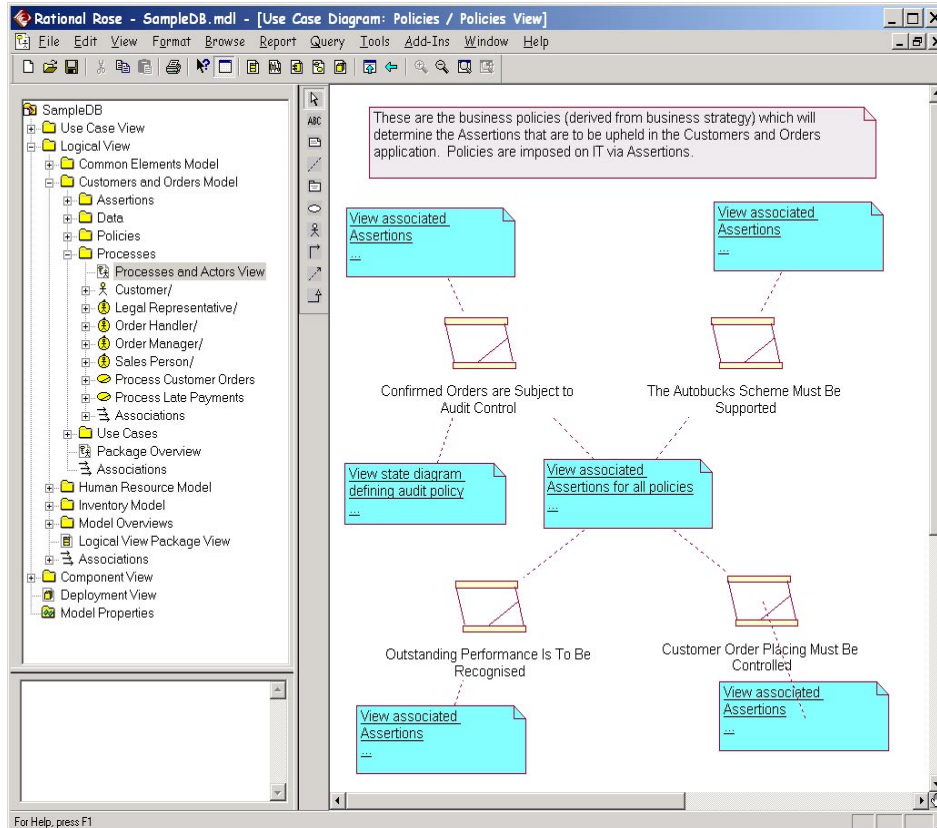 Rational Rose - SampleDB.mdl - [Use Case Diagram: Policies / Policies View]
File Edit View Format Browse Report Query Tools Add-Ins Window Help
SampleDB
Use Case View
Logical View
Common Elements Model
Customers and Orders Model
Assertions
Data
Policies
Processes
Processes and Actors View
Customer/
Legal Representative/
Order Handler/
Order Manager/
Sales Person/
Process Customer Orders
Process Late Payments
Associations
Use Cases
Package Overview
Associations
Human Resource Model
Inventory Model
Model Overviews
Logical View Package View
Associations
Component View
Deployment View
Model Properties
ABC
These are the business policies (derived from business strategy) which will
determine the Assertions that are to be upheld in the Customers and Orders
application. Policies are imposed on IT via Assertions.
View associated
Assertions
...
View associated
Assertions
...
Confirmed Orders are Subject to
Audit Control
The Autobucks Scheme Must Be
Supported
View state diagram
defining audit policy
...
View associated
Assertions for all policies
...
Outstanding Performance Is To Be
Recognised
Customer Order Placing Must Be
Controlled
View associated
Assertions
...
View associated
Assertions
...
For Help, press F1